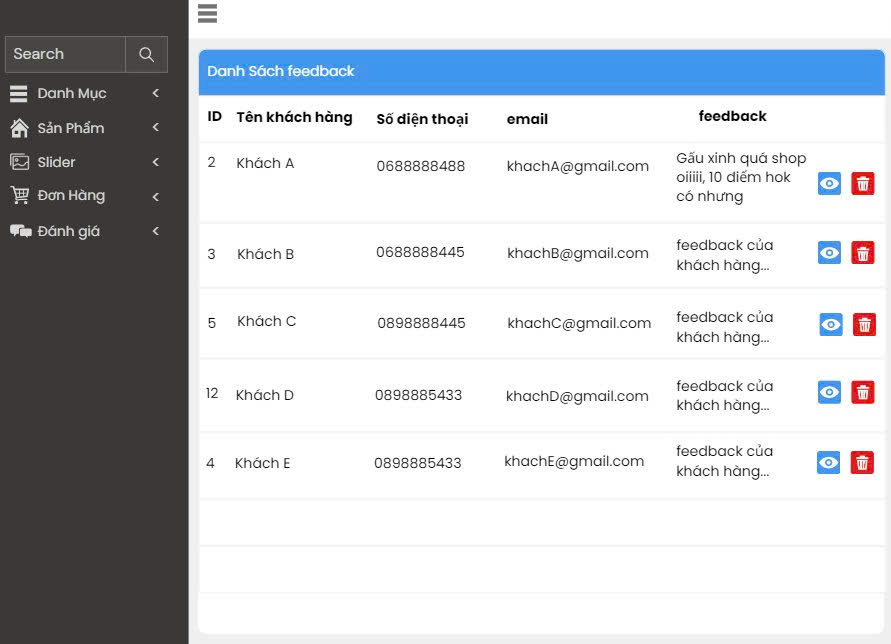 Search
Danh Mục
Sản Phẩm
Slider
Đơn Hàng
Đánh giá
Danh Sách feedback
ID Tên khách hàng Số điện thoại email feedback
2 Khách A 0688888488 khachA@gmail.com Gấu xinh quá shop
oiiiii, 10 điểm hok
có nhưng
3 Khách B 0688888445 khachB@gmail.com feedback của
khách hàng...
5 Khách C 0898888445 khachC@gmail.com feedback của
khách hàng...
12 Khách D 0898885433 khachD@gmail.com feedback của
khách hàng...
4 Khách E 0898885433 khachE@gmail.com feedback của
khách hàng...